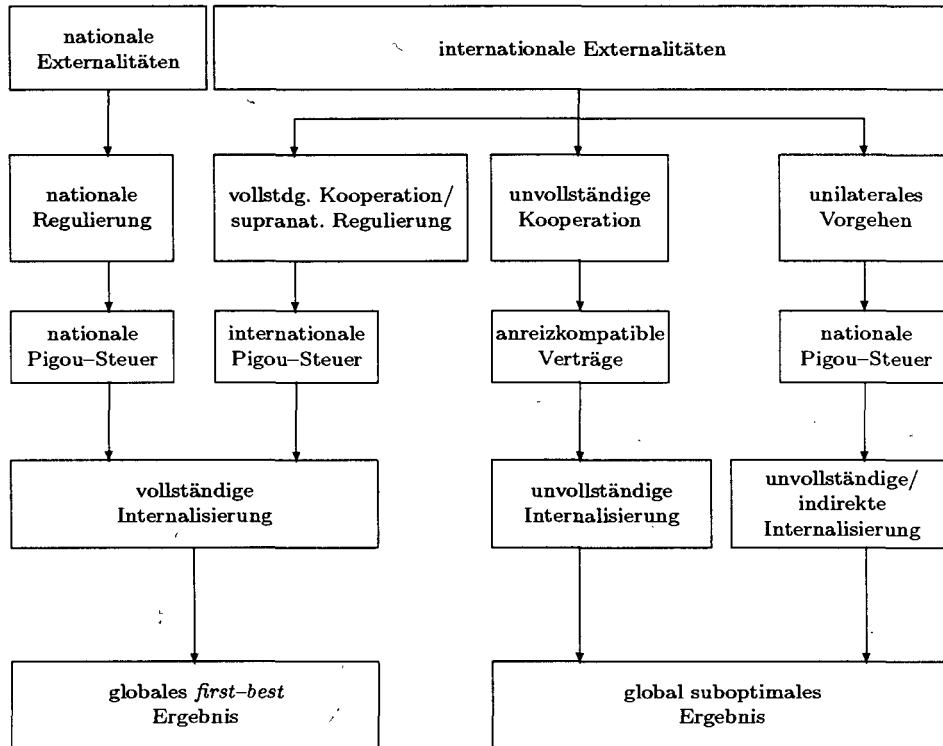 nationale
Externalitäten
internationale Externalitäten
nationale
Regulierung
vollstdg. Kooperation/
supranat. Regulierung
unvollständige
Kooperation
unilaterales
Vorgehen
nationale
Pigou–Steuer
internationale
Pigou–Steuer
anreizkompatible
Verträge
nationale
Pigou–Steuer
vollständige
Internalisierung
unvollständige
Internalisierung
unvollständige/
indirekte
Internalisierung
globales first–best
Ergebnis
global suboptimales
Ergebnis